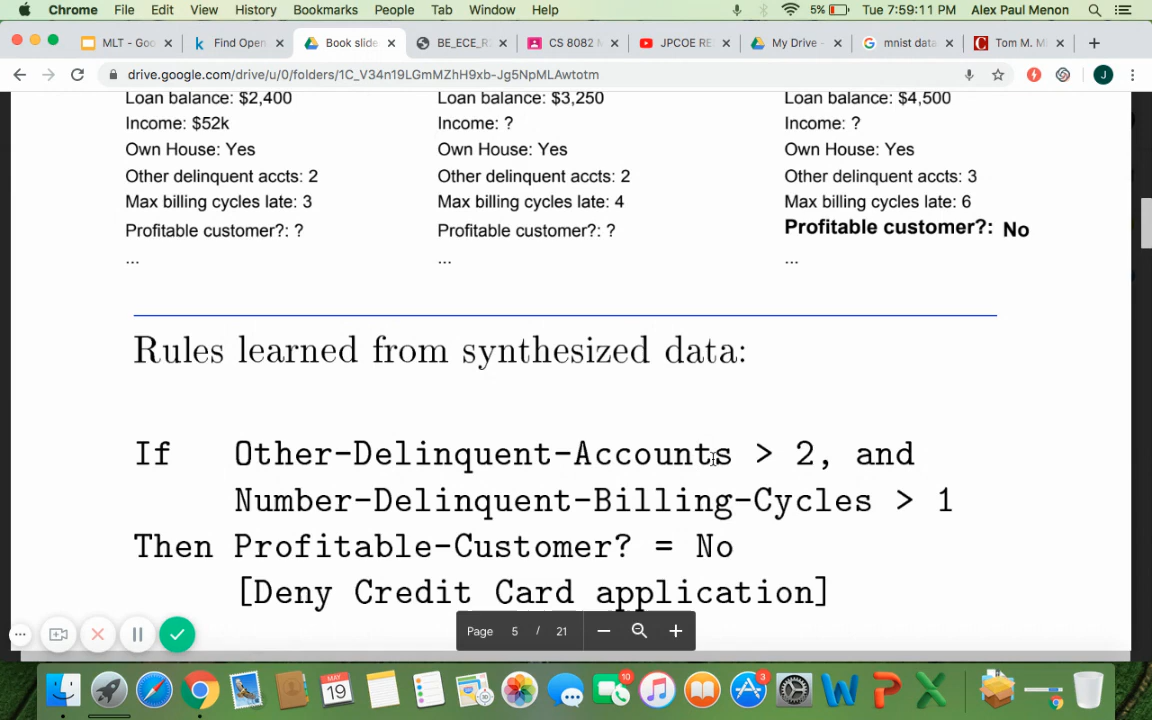 Chrome File Edit View History Bookmarks People Tab Window Help 5% Tue 7:59:11 PM Alex Paul Menon
MLT - Goo Find Open Book slide BE_ECE_R CS 8082 JPCOE RE My Drive - mnist data Tom M. M
drive.google.com/drive/u/0/folders/1C_V34n19LGmMZhH9xb-Jg5NpMLAwtotm J
Loan balance: $2,400 Loan balance: $3,250 Loan balance: $4,500
Income: $52k Income: ? Income: ?
Own House: Yes Own House: Yes Own House: Yes
Other delinquent accts: 2 Other delinquent accts: 2 Other delinquent accts: 3
Max billing cycles late: 3 Max billing cycles late: 4 Max billing cycles late: 6
Profitable customer?: ? Profitable customer?: ? Profitable customer?: No
... ... ...
Rules learned from synthesized data:
If Other-Delinquent-Accounts > 2, and
Number-Delinquent-Billing-Cycles > 1
Then Profitable-Customer? = No
[Deny Credit Card application]
Page 5 / 21
MAY 19 10 3